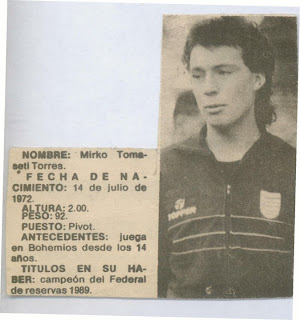 NOMBRE: Mirko Toma-
seti Torres.
FECHA DE NA-
CIMIENTO: 14 de julio de
1972.
ALTURA: 2.00.
PESO: 92.
PUESTO: Pivot.
ANTECEDENTES: juega
en Bohemios desde los 14
años.
TITULOS EN SU HA-
BER: campeón del Federal
de reservas 1989.
TOPPER